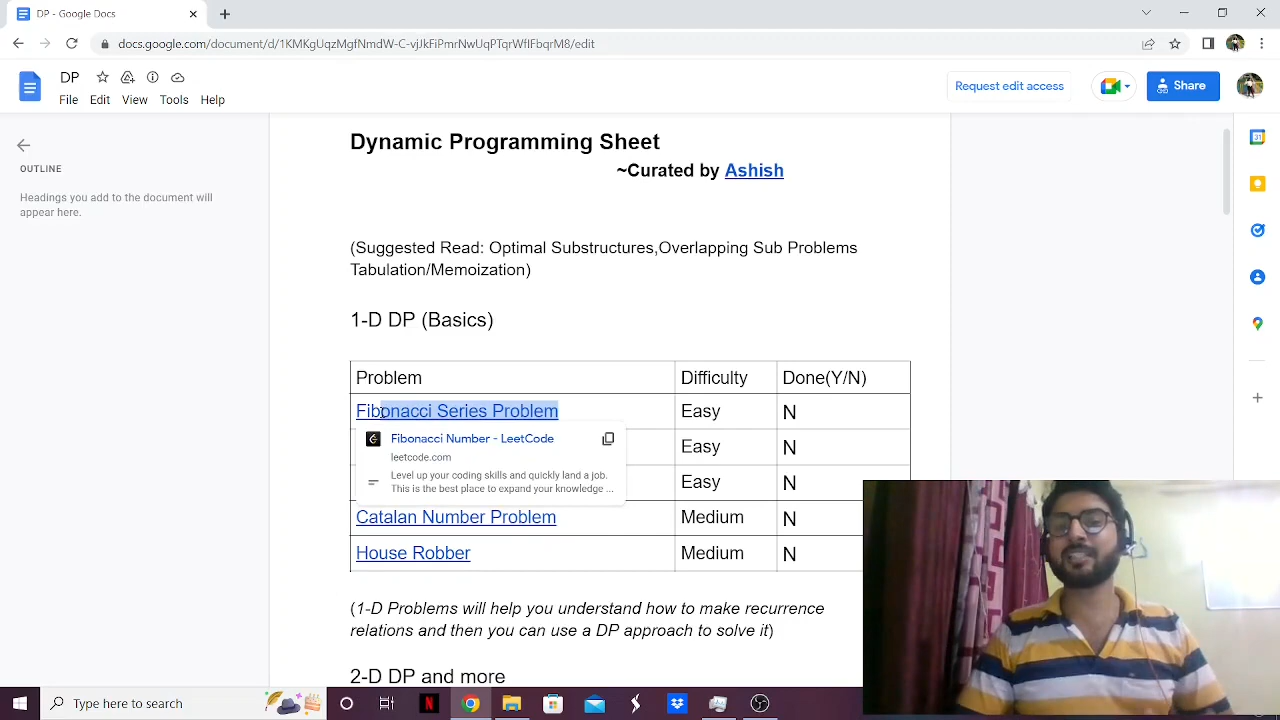 DP - Google Docs
docs.google.com/document/d/1KMKgUqzMgfNmdW-C-vjJkFiPmrNwUqPTqrWftFbqrM8/edit
DP
File Edit View Tools Help
Request edit access
Share
OUTLINE
Headings you add to the document will
appear here.
Dynamic Programming Sheet
~Curated by Ashish
(Suggested Read: Optimal Substructures,Overlapping Sub Problems
Tabulation/Memoization)
1-D DP (Basics)
Problem Difficulty Done(Y/N)
Fibonacci Series Problem Easy N
Fibonacci Number - LeetCode
leetcode.com
Level up your coding skills and quickly land a job.
This is the best place to expand your knowledge ...
Easy N
Easy N
Catalan Number Problem Medium N
House Robber Medium N
(1-D Problems will help you understand how to make recurrence
relations and then you can use a DP approach to solve it)
2-D DP and more
Type here to search
31